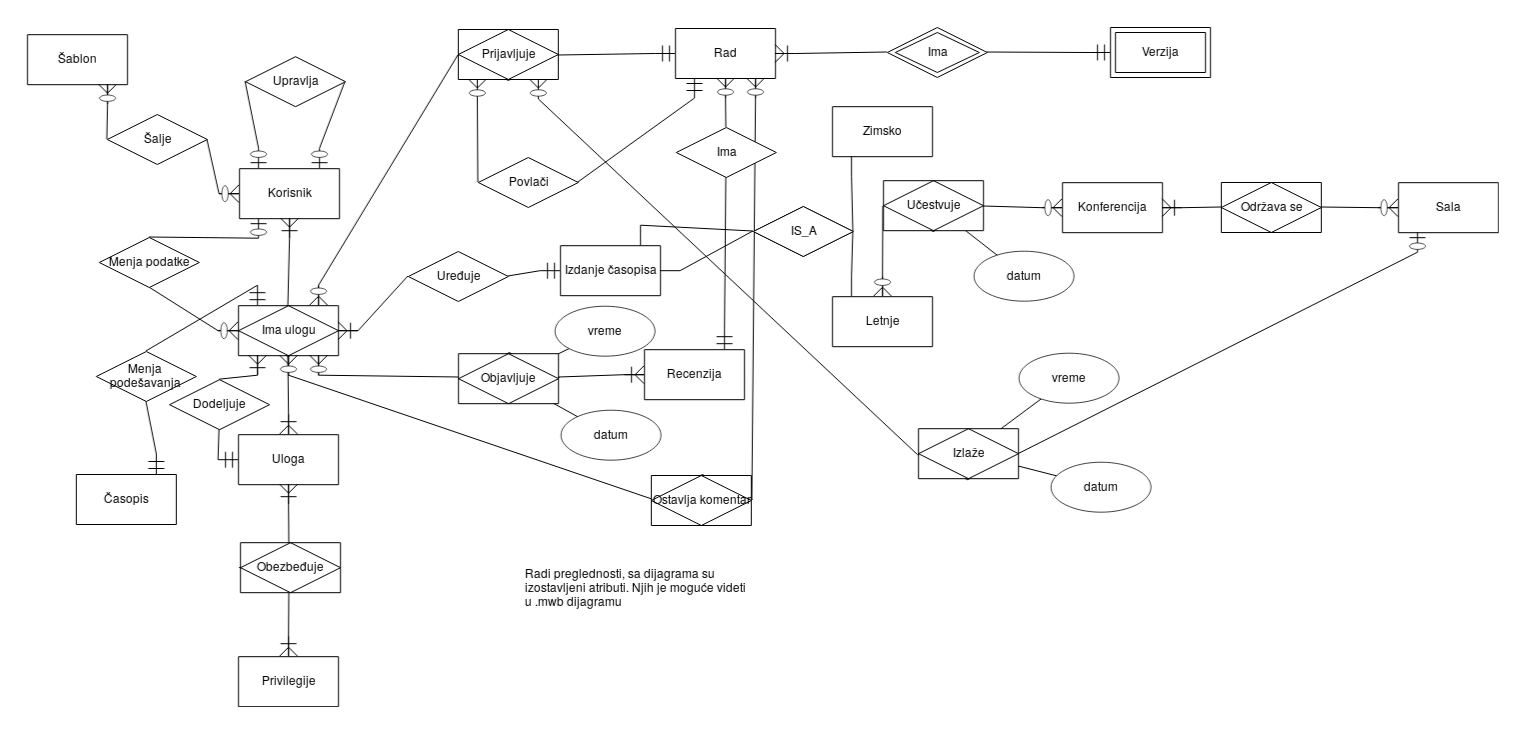 Prijavljuje
Rad
Ima
Verzija
Šablon
Upravlja
Zimsko
Šalje
Ima
Povlači
Korisnik
Učestvuje
Konferencija
Održava se
Sala
IS_A
Menja podatke
Uređuje
Izdanje časopisa
datum
Letnje
Ima ulogu
vreme
Menja
podešavanja
Objavljuje
Recenzija
vreme
Dodeljuje
datum
Izlaže
Uloga
datum
Časopis
Ostavlja komentar
Obezbeđuje
Radi preglednosti, sa dijagrama su
izostavljeni atributi. Njih je moguće videti
u .mwb dijagramu
Privilegije